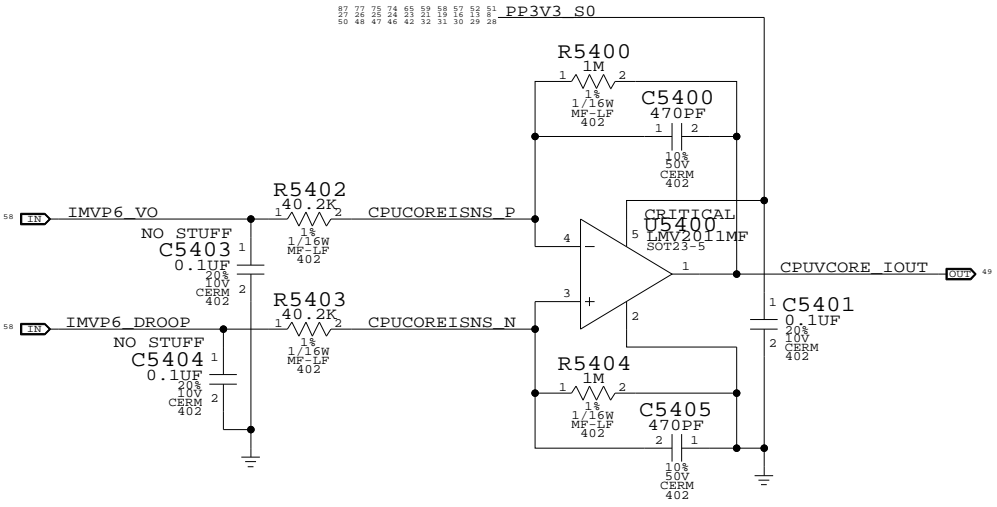 87 77 75 74 65 59 58 57 52 51 PP3V3_S0
27 26 25 24 23 21 19 16 13 8
50 48 47 46 42 32 31 30 29 28
R5400
1M
1 2
1%
1/16W
MF-LF
402
C5400
470PF
1 2
10%
50V
CERM
402
58 IN IMVP6_VO
R5402
40.2K
1 2
1%
1/16W
MF-LF
402
CPUCOREISNS_P
NO STUFF
C5403
0.1UF
20%
10V
CERM
402
1
2
CRITICAL
U5400
LMV2011MF
SOT23-5
5
4
-
3
+
1
2
CPUVCORE_IOUT OUT 49
58 IN IMVP6_DROOP
R5403
40.2K
1 2
1%
1/16W
MF-LF
402
CPUCOREISNS_N
NO STUFF
C5404
0.1UF
20%
10V
CERM
402
1
2
C5401
0.1UF
20%
10V
CERM
402
1
2
R5404
1M
1 2
1%
1/16W
MF-LF
402
C5405
470PF
2 1
10%
50V
CERM
402